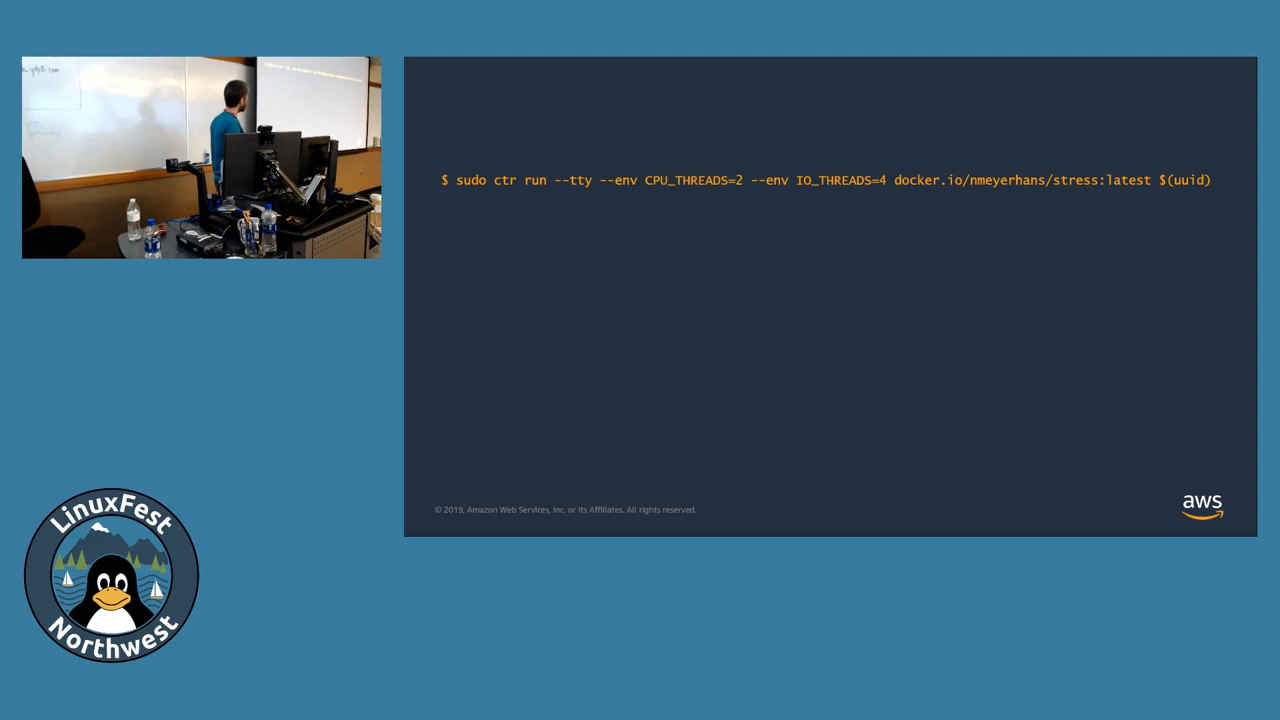 $ sudo ctr run --tty --env CPU_THREADS=2 --env IO_THREADS=4 docker.io/nmeyerhans/stress:latest $(uuid)
© 2019, Amazon Web Services, Inc. or its Affiliates. All rights reserved.
aws
LinuxFest
Northwest